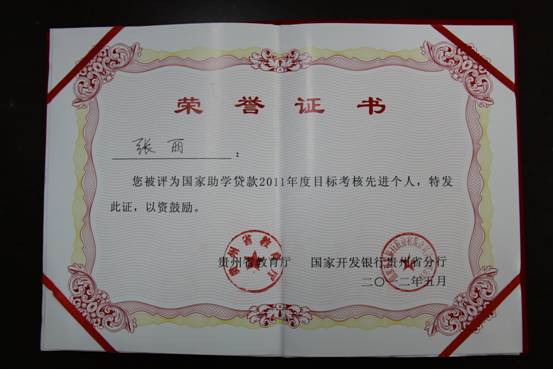 荣誉证书
张丽：
您被评为国家助学贷款2011年度目标考核先进个人，特发
此证，以资鼓励。
贵州省教育厅 国家开发银行贵州省分行
二〇一二年五月